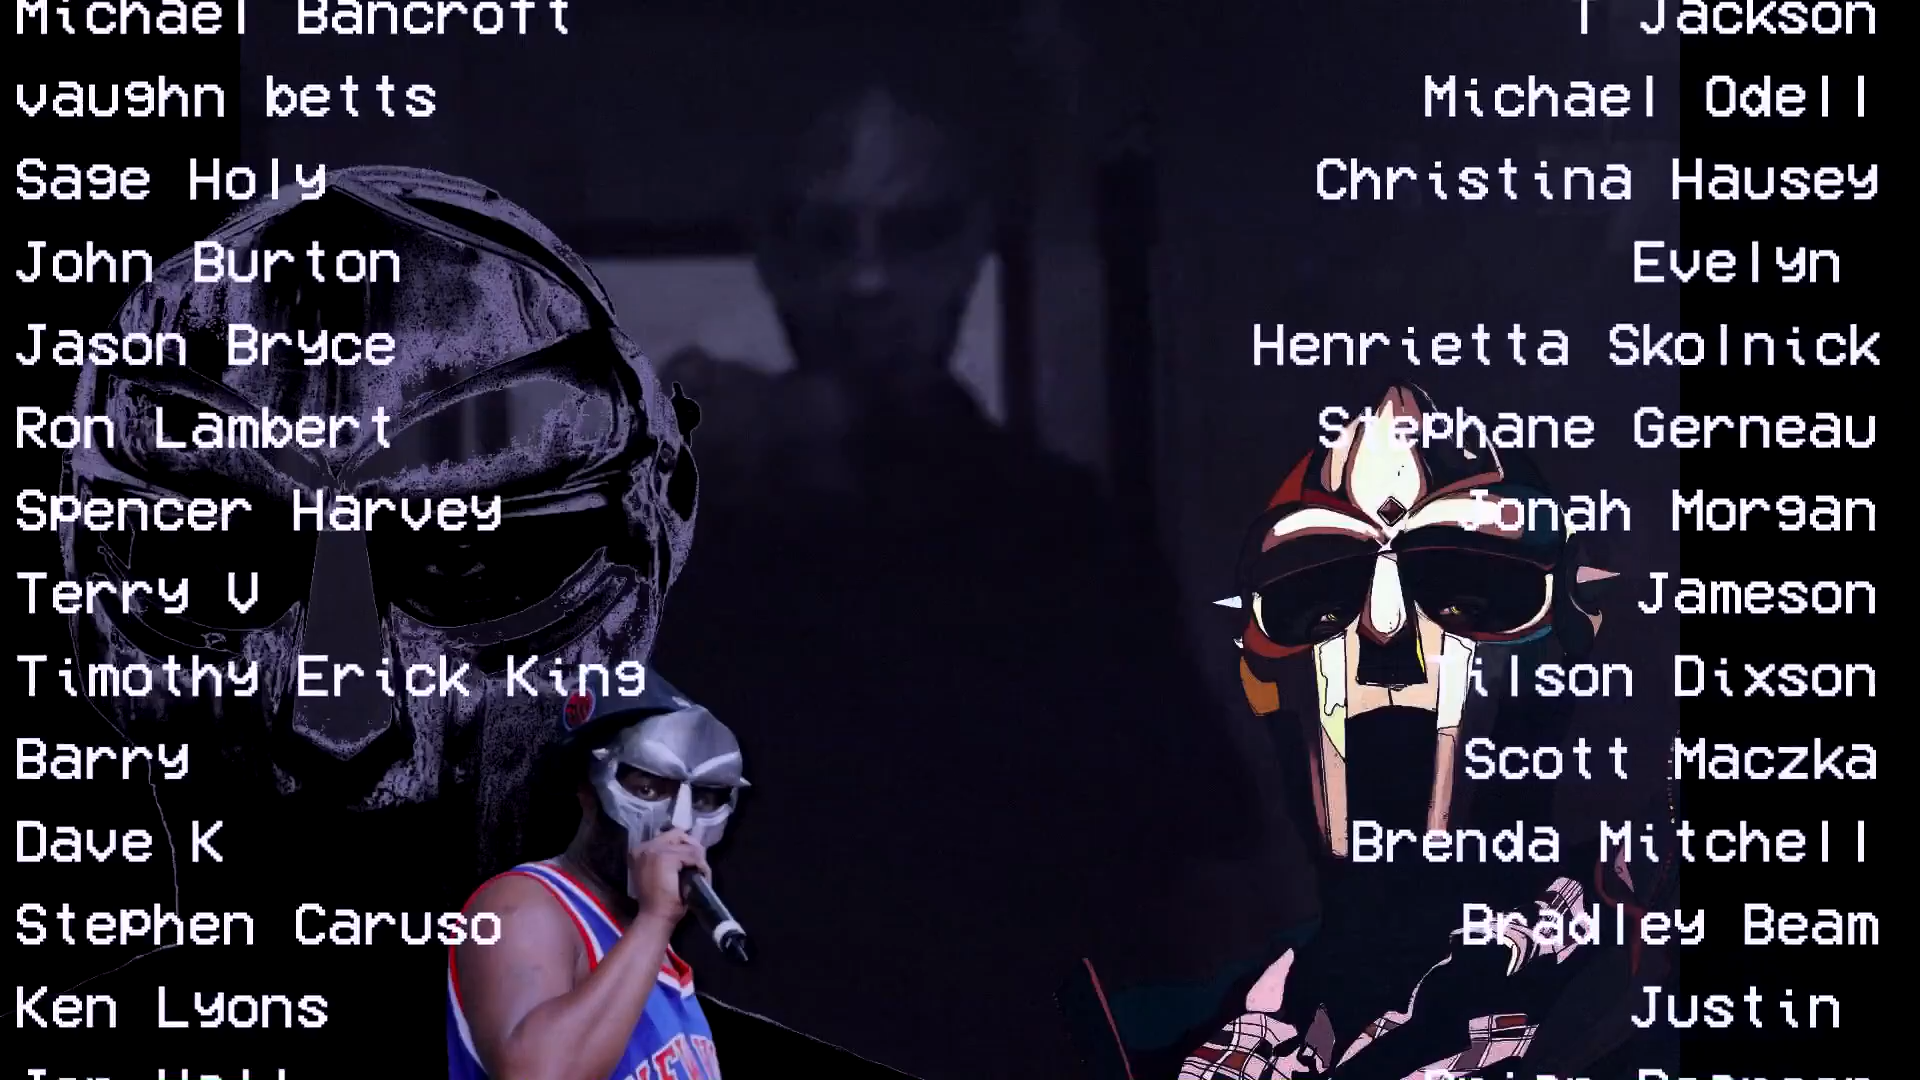 Michael Bancroft
vaughn betts
Sage Holy
John Burton
Jason Bryce
Ron Lambert
Spencer Harvey
Terry V
Timothy Erick King
Barry
Dave K
Stephen Caruso
Ken Lyons
T Jackson
Michael Odell
Christina Hausey
Evelyn
Henrietta Skolnick
Stephane Gerneau
Jonah Morgan
Jameson
Tilson Dixson
Scott Maczka
Brenda Mitchell
Bradley Beam
Justin